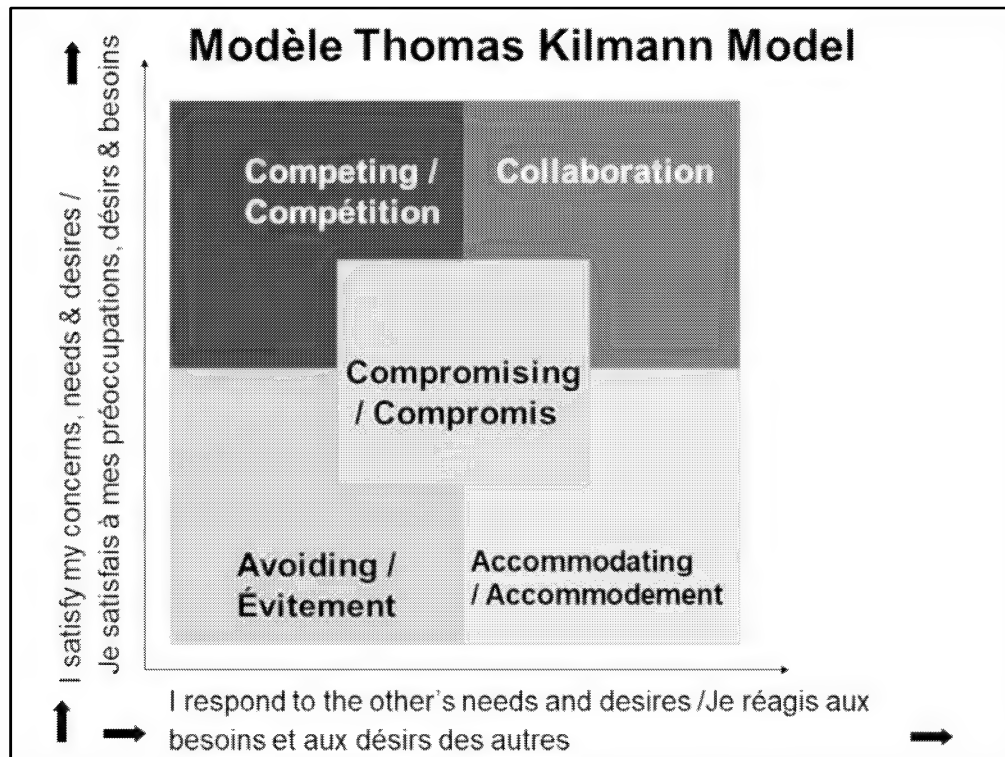 Modèle Thomas Kilmann Model
I satisfy my concerns, needs & desires /
Je satisfais à mes préoccupations, désirs & besoins
Competing /
Compétition
Collaboration
Compromising
/ Compromis
Avoiding /
Évitement
Accommodating
/ Accommodement
I respond to the other's needs and desires /Je réagis aux
besoins et aux désirs des autres